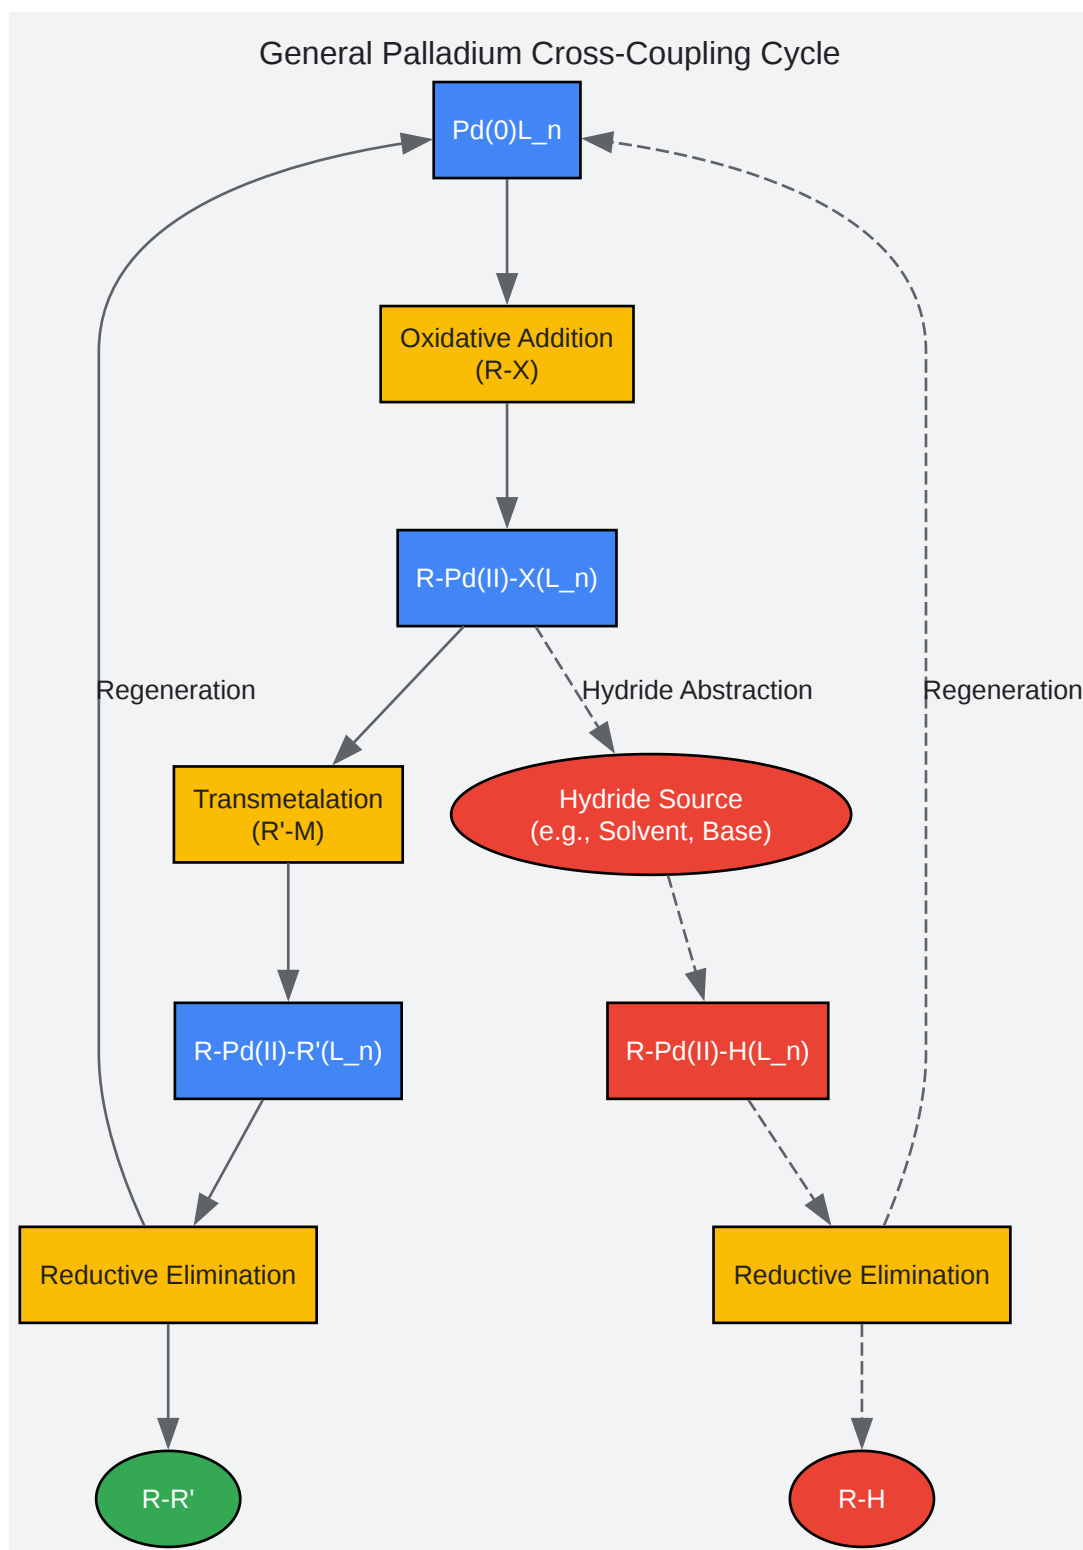 General Palladium Cross-Coupling Cycle
Pd(0)L_n
Oxidative Addition
(R-X)
R-Pd(II)-X(L_n)
Regeneration
Hydride Abstraction
Regeneration
Transmetalation
(R'-M)
Hydride Source
(e.g., Solvent, Base)
R-Pd(II)-R'(L_n)
R-Pd(II)-H(L_n)
Reductive Elimination
Reductive Elimination
R-R'
R-H